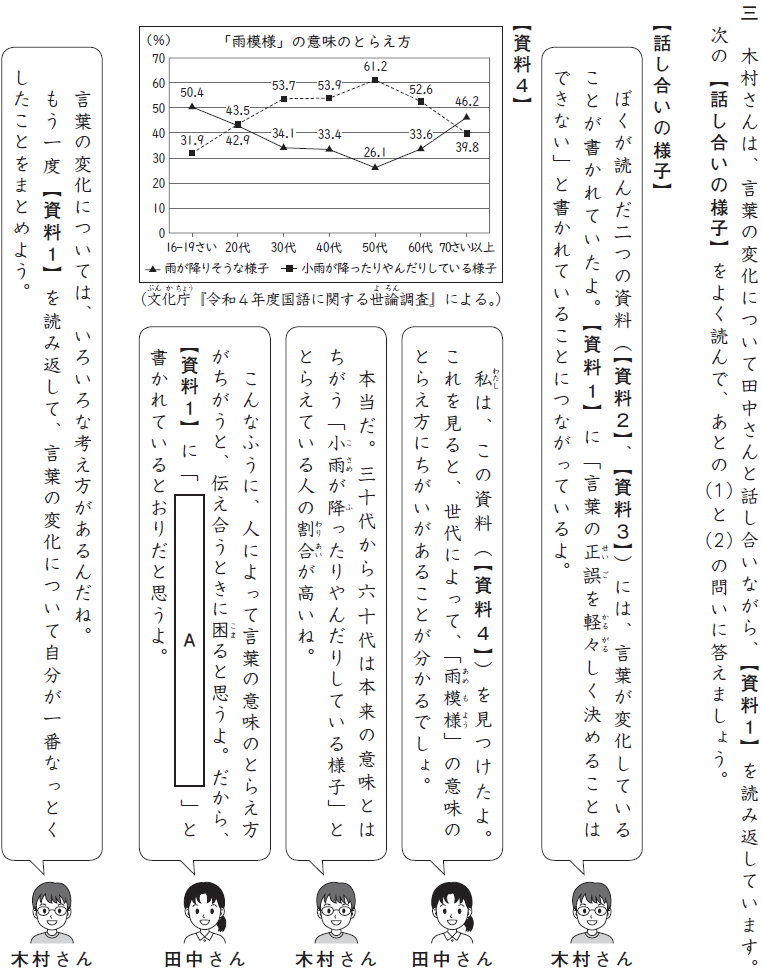 三　木村さんは、言葉の変化について田中さんと話し合いながら、【資料１】を読み返しています。
次の【話し合いの様子】をよく読んで、あとの(1)と(2)の問いに答えましょう。
【話し合いの様子】
ぼくが読んだ二つの資料（【資料２】、【資料３】）には、言葉が変化している
ことが書かれていたよ。【資料１】に「言葉の正誤を軽々しく決めることは
できない」と書かれていることにつながっているよ。
木村さん
【資料４】
「雨模様」の意味のとらえ方
(%)
70
60
50
40
30
20
10
0
50.4
43.5
34.1
33.4
26.1
33.6
46.2
31.9
42.9
53.7
53.9
61.2
52.6
39.8
16-19さい 20代 30代 40代 50代 60代 70さい以上
雨が降りそうな様子 小雨が降ったりやんだりしている様子
（文化庁『令和４年度国語に関する世論調査』による。）
私は、この資料（【資料４】）を見つけたよ。
これを見ると、世代によって、「雨模様」の意味の
とらえ方にちがいがあることが分かるでしょ。
田中さん
本当だ。三十代から六十代は本来の意味とは
ちがう「小雨が降ったりやんだりしている様子」と
とらえている人の割合が高いね。
木村さん
こんなふうに、人によって言葉の意味のとらえ方
がちがうと、伝え合うときに困ると思うよ。だから、
【資料１】に「　A　」と
書かれているとおりだと思うよ。
田中さん
言葉の変化については、いろいろな考え方があるんだね。
もう一度【資料１】を読み返して、言葉の変化について自分が一番なっとく
したことをまとめよう。
木村さん